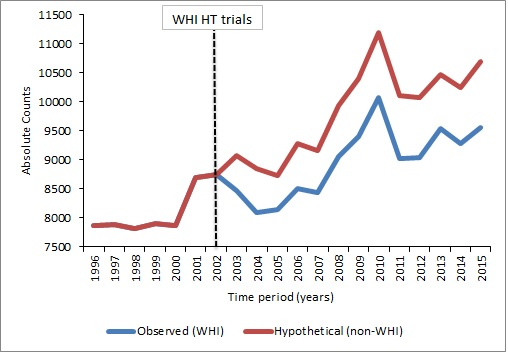 WHI HT trials
11500
11000
10500
10000
9500
9000
8500
8000
7500
Absolute Counts
1996 1997 1998 1999 2000 2001 2002 2003 2004 2005 2006 2007 2008 2009 2010 2011 2012 2013 2014 2015
Time period (years)
Observed (WHI) Hypothetical (non-WHI)